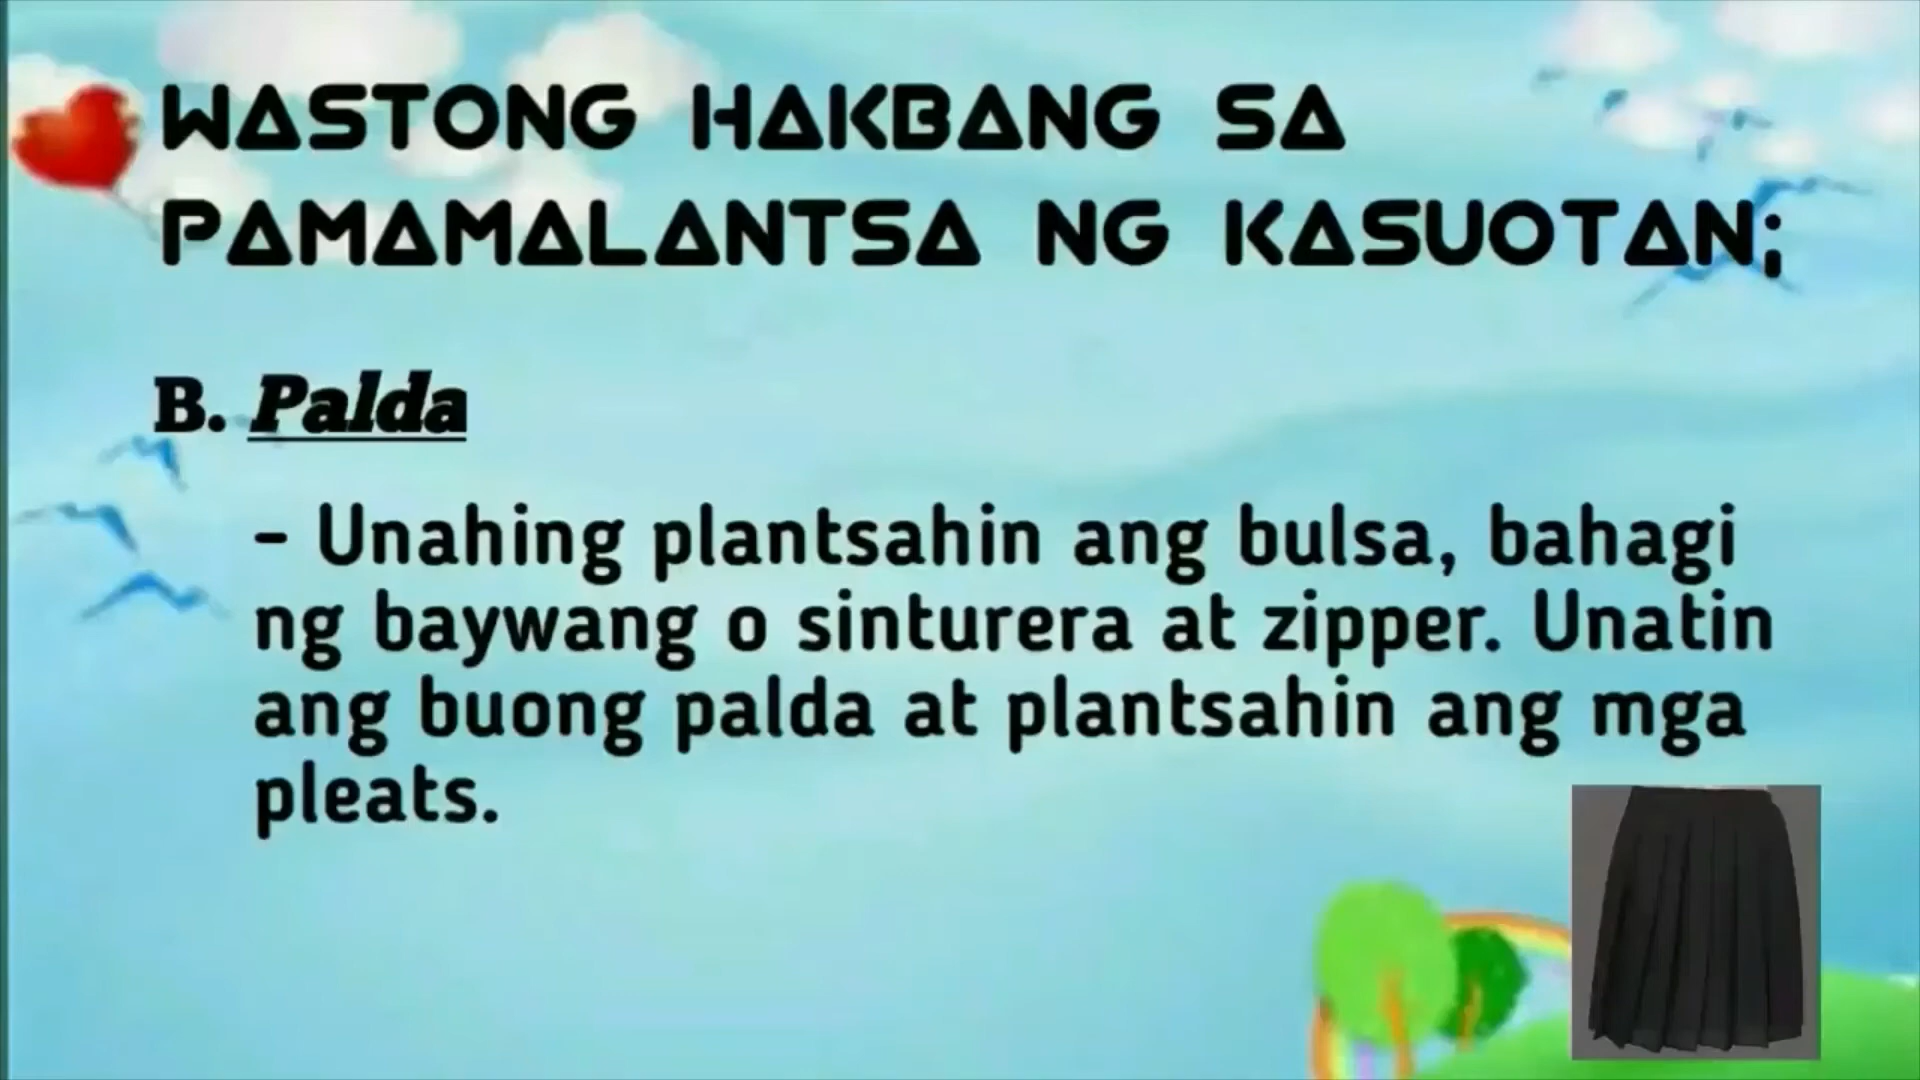 WASTONG HAKBANG SA
PAMAMALANTSA NG KASUOTAN;
B. Palda
- Unahing plantsahin ang bulsa, bahagi
ng baywang o sinturera at zipper. Unatin
ang buong palda at plantsahin ang mga
pleats.